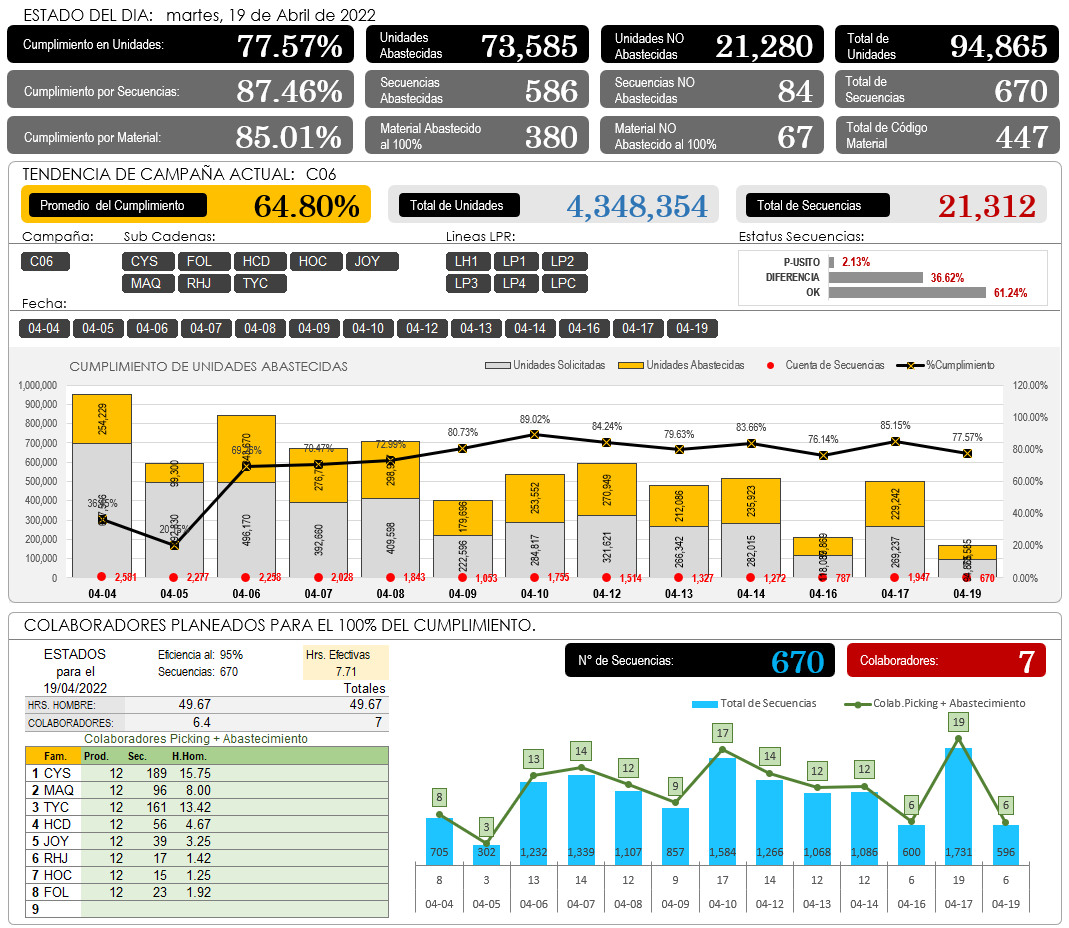 ESTADO DEL DIA: martes, 19 de Abril de 2022
Cumplimiento en Unidades: 77.57%
Unidades Abastecidas 73,585
Unidades NO Abastecidas 21,280
Total de Unidades 94,865
Cumplimiento por Secuencias: 87.46%
Secuencias Abastecidas 586
Secuencias NO Abastecidas 84
Total de Secuencias 670
Cumplimiento por Material: 85.01%
Material Abastecido al 100% 380
Material NO Abastecido al 100% 67
Total de Código Material 447
TENDENCIA DE CAMPAÑA ACTUAL: C06
Promedio del Cumplimiento 64.80%
Total de Unidades 4,348,354
Total de Secuencias 21,312
Campaña: Sub Cadenas: Lineas LPR: Estatus Secuencias:
C06 CYS FOL HCD HOC JOY LH1 LP1 LP2
MAQ RHJ TYC LP3 LP4 LPC
P-USITO 2.13%
DIFERENCIA 36.62%
OK 61.24%
Fecha:
04-04 04-05 04-06 04-07 04-08 04-09 04-10 04-12 04-13 04-14 04-16 04-17 04-19
CUMPLIMIENTO DE UNIDADES ABASTECIDAS
Unidades Solicitadas Unidades Abastecidas Cuenta de Secuencias %Cumplimiento
1,000,000
900,000
800,000
700,000
600,000
500,000
400,000
300,000
200,000
100,000
0
120.00%
100.00%
80.00%
60.00%
40.00%
20.00%
0.00%
70.47% 72.99% 80.73% 89.02% 84.24% 79.63% 83.66% 76.14% 85.15% 77.57%
254,229 99,300 179,696 253,552 270,949 212,086 235,923 229,242
496,170 392,660 409,598 222,596 284,817 321,621 266,342 282,015 269,237
2,581 2,277 2,258 2,028 1,843 1,053 1,755 1,514 1,327 1,272 787 1,947 670
04-04 04-05 04-06 04-07 04-08 04-09 04-10 04-12 04-13 04-14 04-16 04-17 04-19
COLABORADORES PLANEADOS PARA EL 100% DEL CUMPLIMIENTO.
ESTADOS
para el
19/04/2022
Eficiencia al: 95%
Secuencias: 670
Hrs. Efectivas
7.71
Totales
HRS. HOMBRE: 49.67 49.67
COLABORADORES: 6.4 7
Colaboradores Picking + Abastecimiento
Fam. Prod. Sec. H.Hom.
1 CYS 12 189 15.75
2 MAQ 12 96 8.00
3 TYC 12 161 13.42
4 HCD 12 56 4.67
5 JOY 12 39 3.25
6 RHJ 12 17 1.42
7 HOC 12 15 1.25
8 FOL 12 23 1.92
9
N° de Secuencias: 670
Colaboradores: 7
Total de Secuencias Colab.Picking + Abastecimiento
8 3 13 14 12 9 17 14 12 12 6 19 6
705 302 1,232 1,339 1,107 857 1,584 1,266 1,068 1,086 600 1,731 596
8 3 13 14 12 9 17 14 12 12 6 19 6
04-04 04-05 04-06 04-07 04-08 04-09 04-10 04-12 04-13 04-14 04-16 04-17 04-19